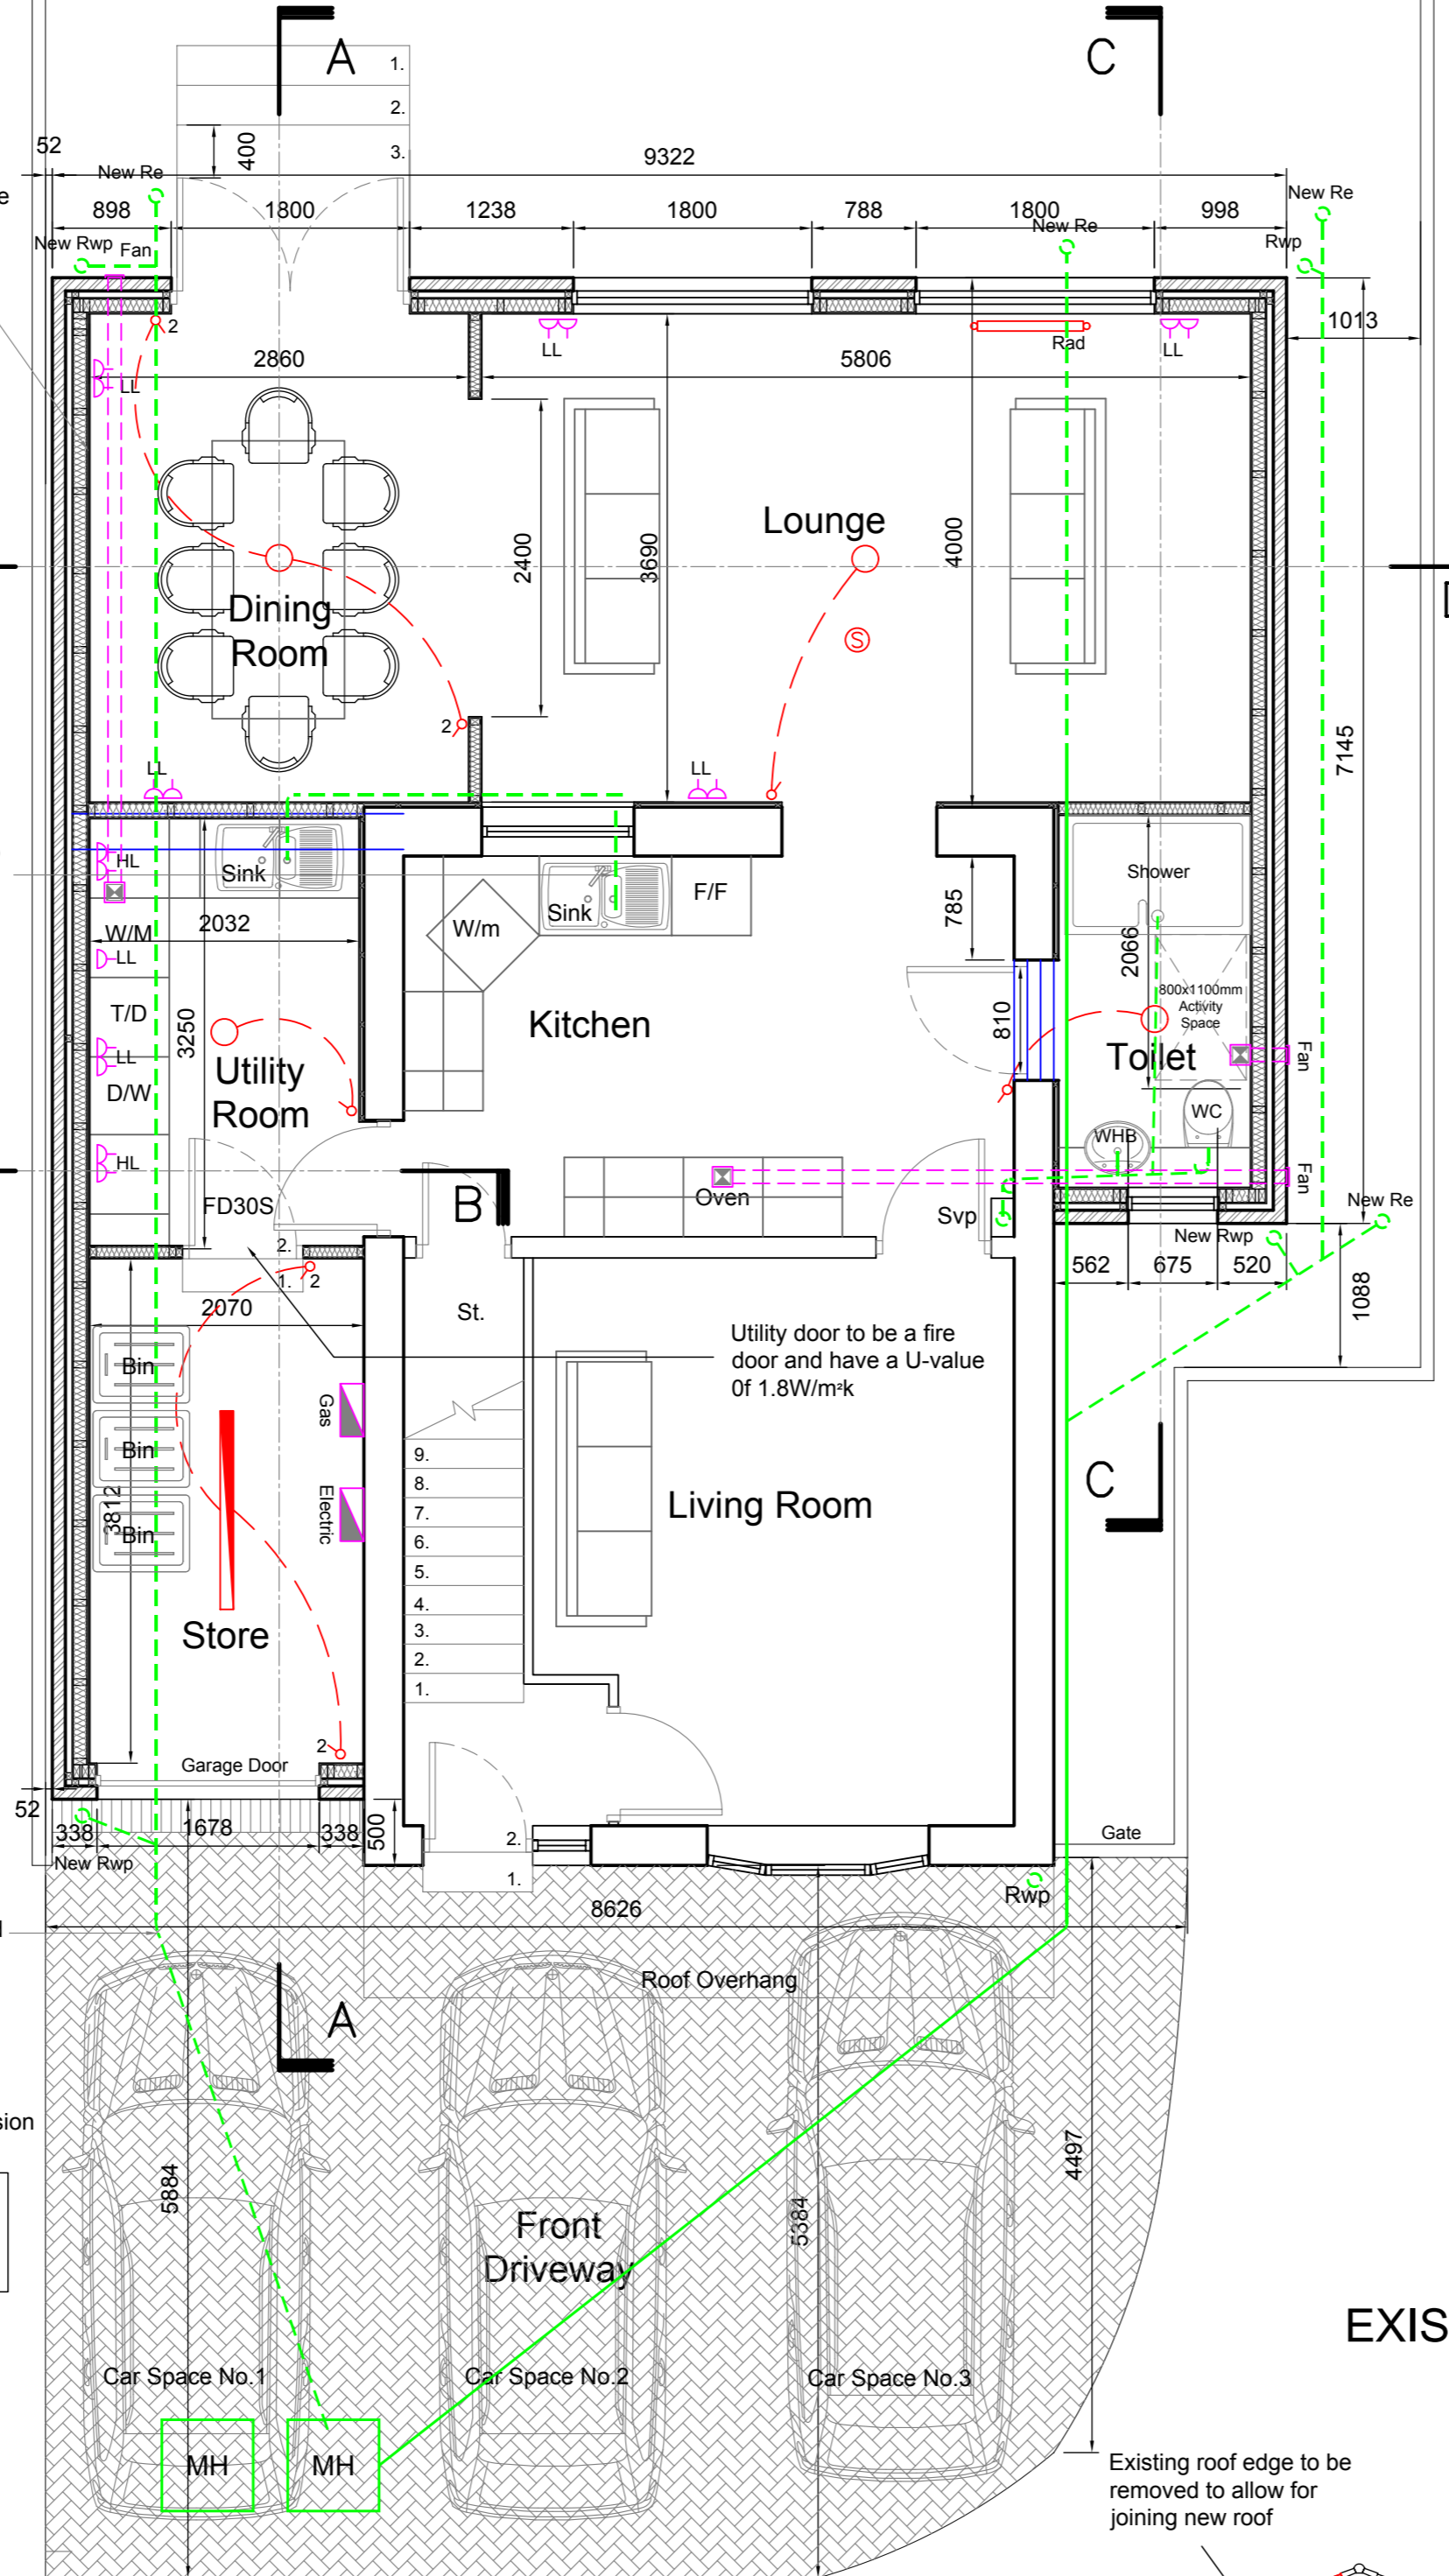 A
C
1.
2.
3.
400
52
9322
New Re
e
898
1800
1238
1800
788
1800
998
New Re
New Re
New Rwp
Fan
Rwp
1013
2
LL
LL
Rad
LL
2860
5806
Lounge
2400
3690
4000
S
Dining
Room
2
7145
LL
LL
HL
Sink
Sink
F/F
W/m
785
Shower
2066
W/M
2032
LL
T/D
3250
LL
D/W
Utility
Room
Kitchen
810
800x1100mm
Activity
Space
Toilet
Fan
WC
WHB
HL
FD30S
B
Oven
Svp
Fan
New Re
New Rwp
2.
1.
2
562
675
520
1088
2070
St.
Utility door to be a fire
door and have a U-value
0f 1.8W/m²k
Bin
Gas
Bin
Electric
3812
Bin
9.
8.
7.
6.
5.
4.
3.
2.
1.
Living Room
C
Store
2
Garage Door
52
338
1678
338
500
New Rwp
2.
1.
Gate
Rwp
8626
Roof Overhang
A
sion
5884
5384
4497
Front
Driveway
EXIS
Car Space No.1
Car Space No.2
Car Space No.3
MH
MH
Existing roof edge to be
removed to allow for
joining new roof